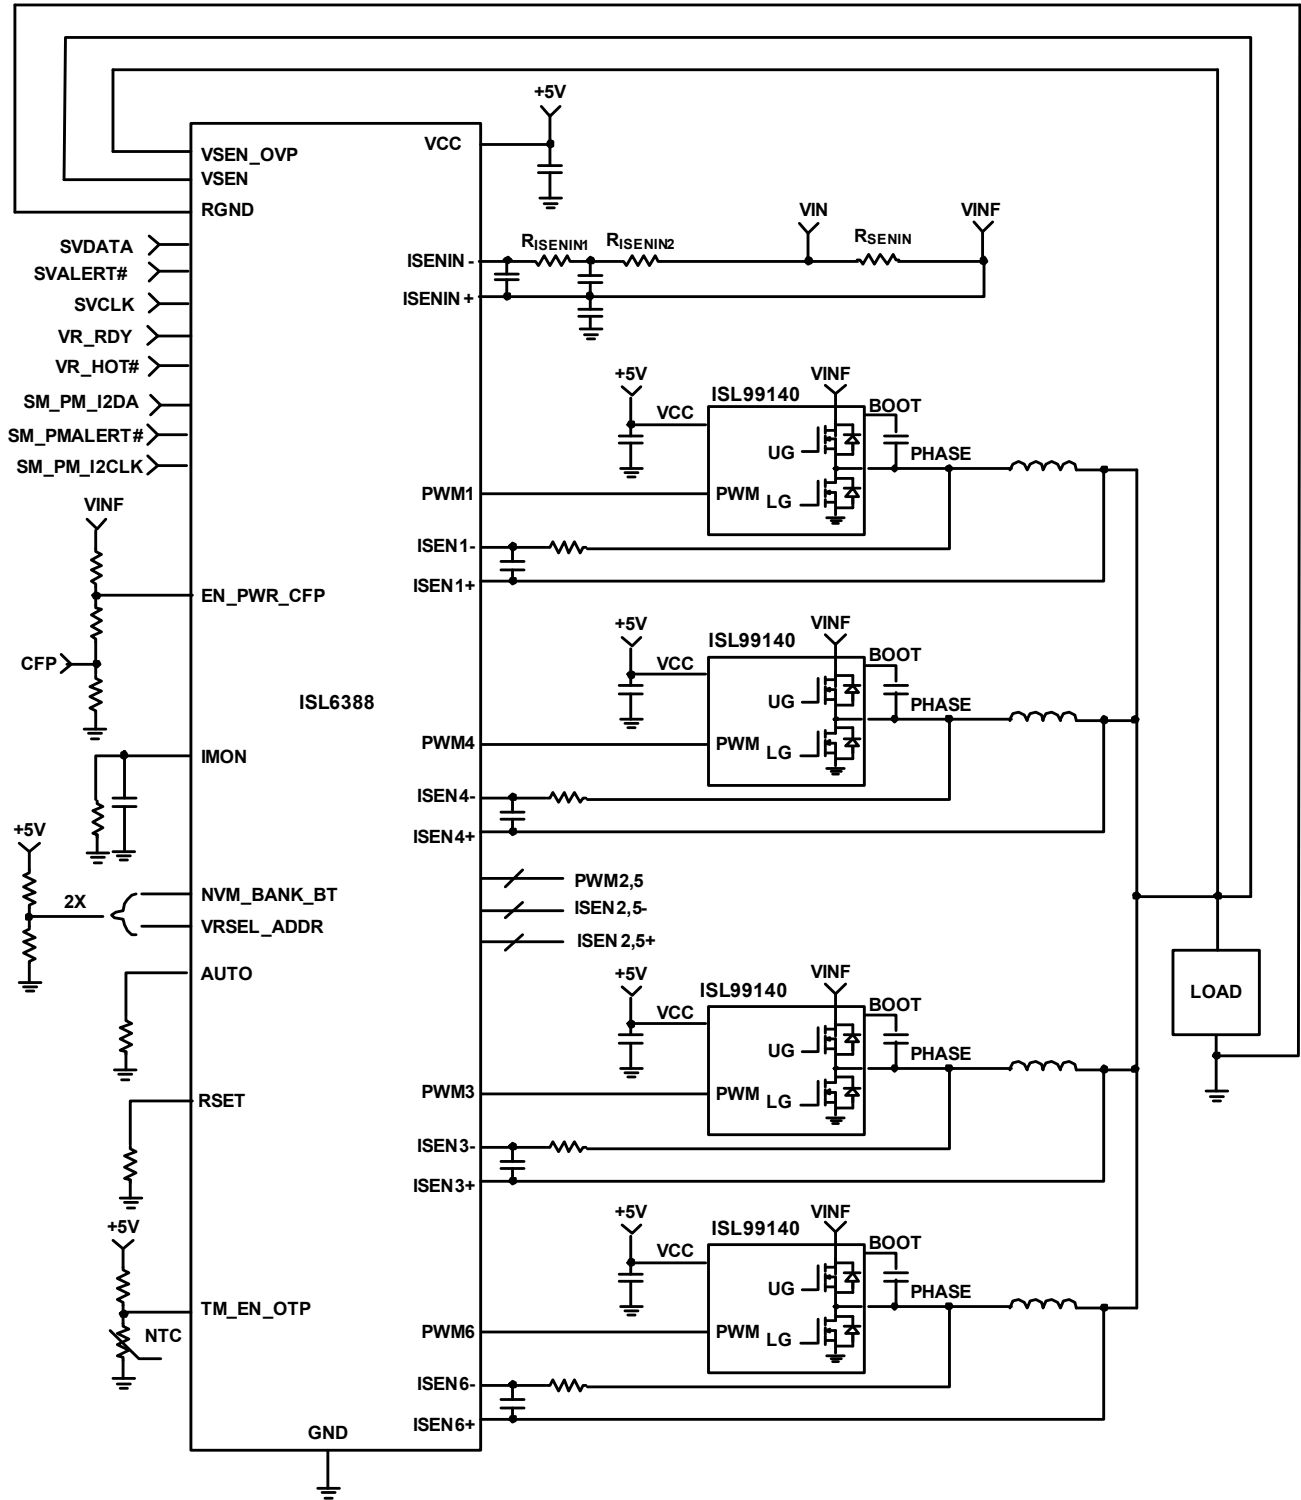 +5V
VCC
VSEN_OVP
VSEN
RGND
VIN
VINF
SVDATA
RISENIN1
RISENIN2
RSENIN
ISENIN -
SVALERT#
ISENIN +
SVCLK
VR_RDY
VR_HOT#
+5V
VINF
ISL99140
SM_PM_I2DA
VCC
BOOT
SM_PMALERT#
UG
PHASE
SM_PM_I2CLK
PWM1
PWM
LG
VINF
ISEN1-
ISEN1+
EN_PWR_CFP
+5V
VINF
ISL99140
CFP
VCC
BOOT
ISL6388
UG
PHASE
PWM4
PWM
LG
IMON
ISEN4-
+5V
ISEN4+
PWM2,5
NVM_BANK_BT
2X
ISEN2,5-
VRSEL_ADDR
ISEN 2,5+
AUTO
+5V
VINF
ISL99140
LOAD
VCC
BOOT
UG
PHASE
RSET
PWM3
PWM
LG
ISEN3-
ISEN3+
+5V
+5V
VINF
ISL99140
VCC
BOOT
UG
PHASE
TM_EN_OTP
NTC
PWM6
PWM
LG
ISEN6-
ISEN6+
GND